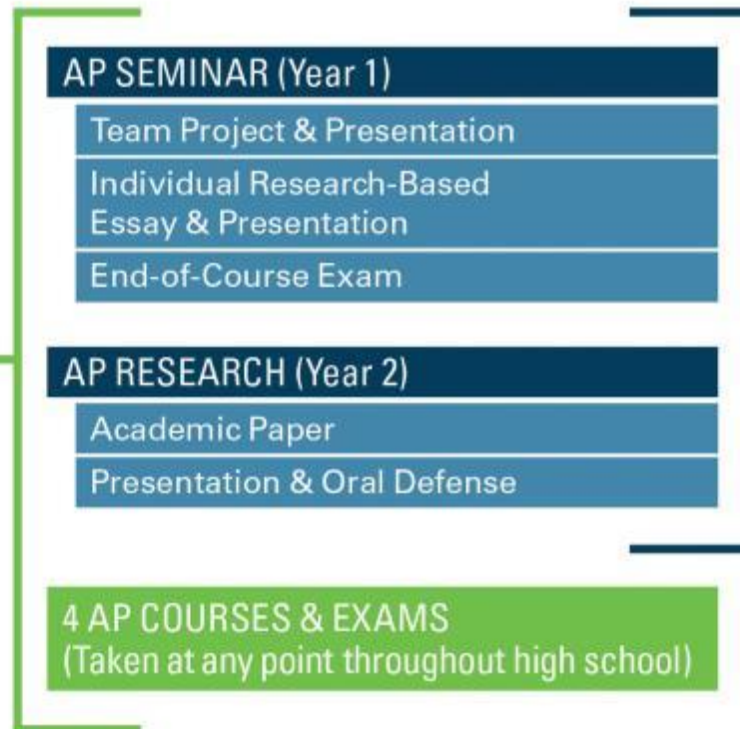 AP SEMINAR (Year 1)
Team Project & Presentation
Individual Research-Based
Essay & Presentation
End-of-Course Exam
AP RESEARCH (Year 2)
Academic Paper
Presentation & Oral Defense
4 AP COURSES & EXAMS
(Taken at any point throughout high school)